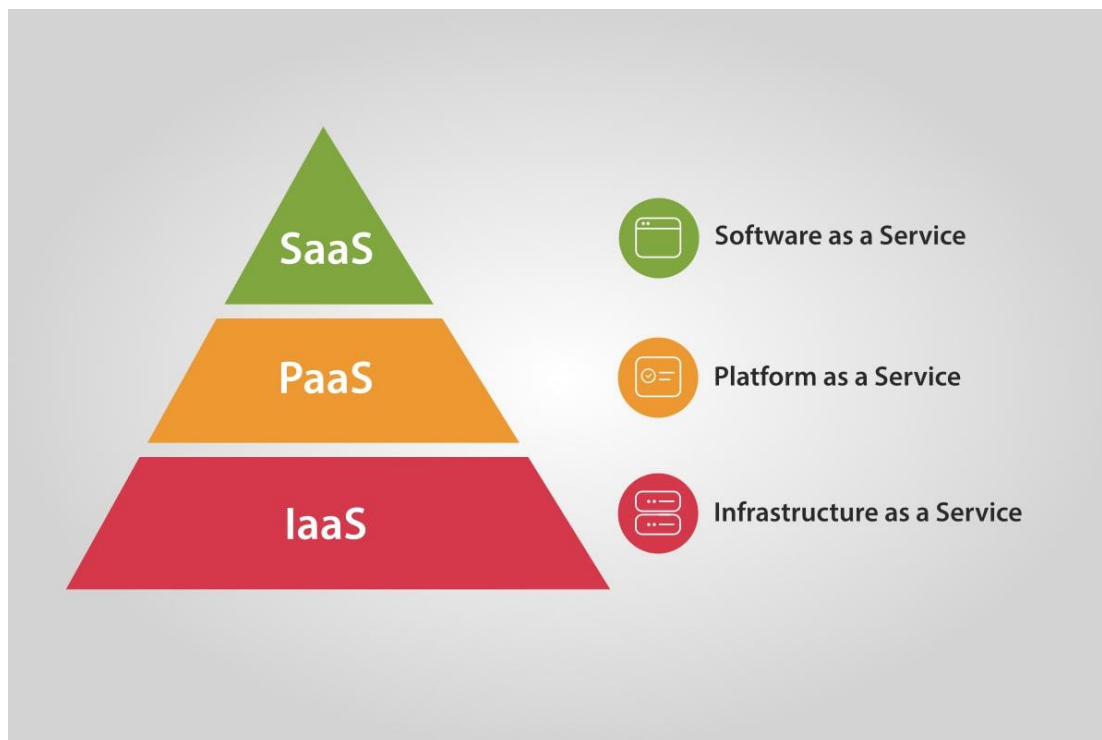 SaaS
Software as a Service
PaaS
Platform as a Service
IaaS
Infrastructure as a Service